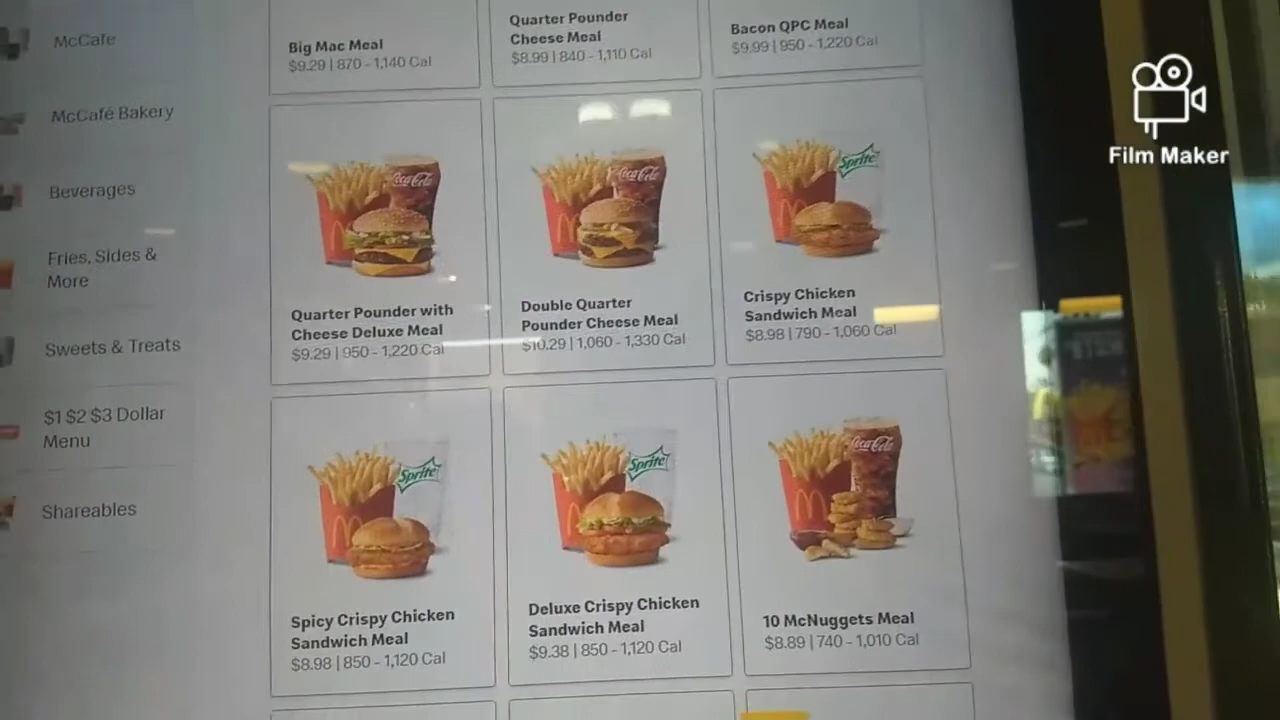 McCafe
McCafé Bakery
Beverages
Fries, Sides &
More
Sweets & Treats
$1 $2 $3 Dollar
Menu
Shareables
Big Mac Meal
$9.29 | 870 - 1,140 Cal
Quarter Pounder
Cheese Meal
$8.99 | 840 - 1,110 Cal
Bacon QPC Meal
$9.99 | 950 - 1,220 Cal
Coca-Cola
Quarter Pounder with
Cheese Deluxe Meal
$9.29 | 950 - 1,220 Cal
Coca-Cola
Double Quarter
Pounder Cheese Meal
$10.29 | 1,060 - 1,330 Cal
Sprite
Crispy Chicken
Sandwich Meal
$8.98 | 790 - 1,060 Cal
Sprite
Spicy Crispy Chicken
Sandwich Meal
$8.98 | 850 - 1,120 Cal
Sprite
Deluxe Crispy Chicken
Sandwich Meal
$9.38 | 850 - 1,120 Cal
Coca-Cola
10 McNuggets Meal
$8.89 | 740 - 1,010 Cal
Film Maker